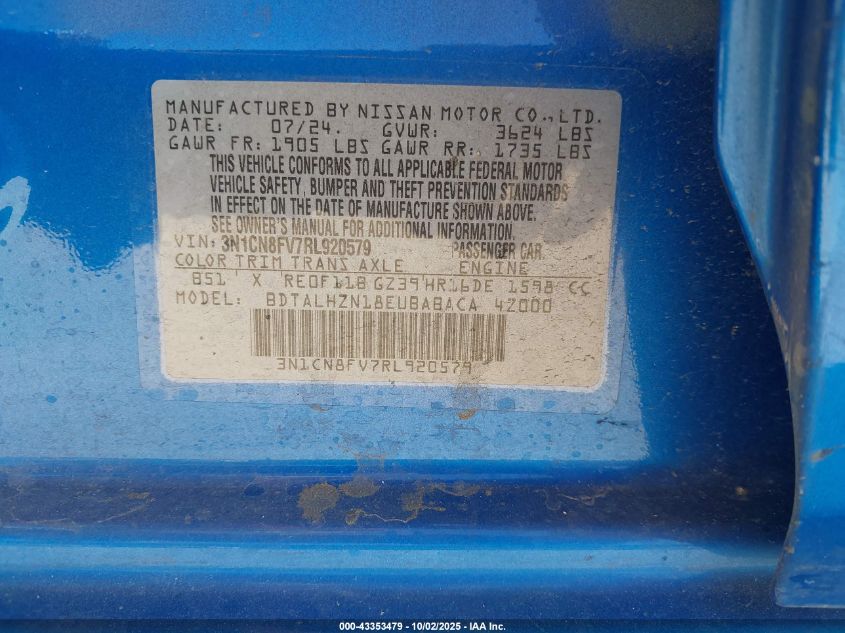 MANUFACTURED BY NISSAN MOTOR CO., LTD.
DATE: 07/24. GVWR: 3624 LBS
GAWR FR: 1905 LBS GAWR RR: 1735 LBS
THIS VEHICLE CONFORMS TO ALL APPLICABLE FEDERAL MOTOR
VEHICLE SAFETY, BUMPER AND THEFT PREVENTION STANDARDS
IN EFFECT ON THE DATE OF MANUFACTURE SHOWN ABOVE.
SEE OWNER'S MANUAL FOR ADDITIONAL INFORMATION.
VIN: 3N1CN8FV7RL920579 PASSENGER CAR
COLOR TRIM TRANS AXLE ENGINE
B51 X RE0F11B GZ39 HR16DE 1598 CC
MODEL: BDTALHZN18EUBABACA 42000
3N1CN8FV7RL920579
000-43353479 - 10/02/2025 - IAA Inc.